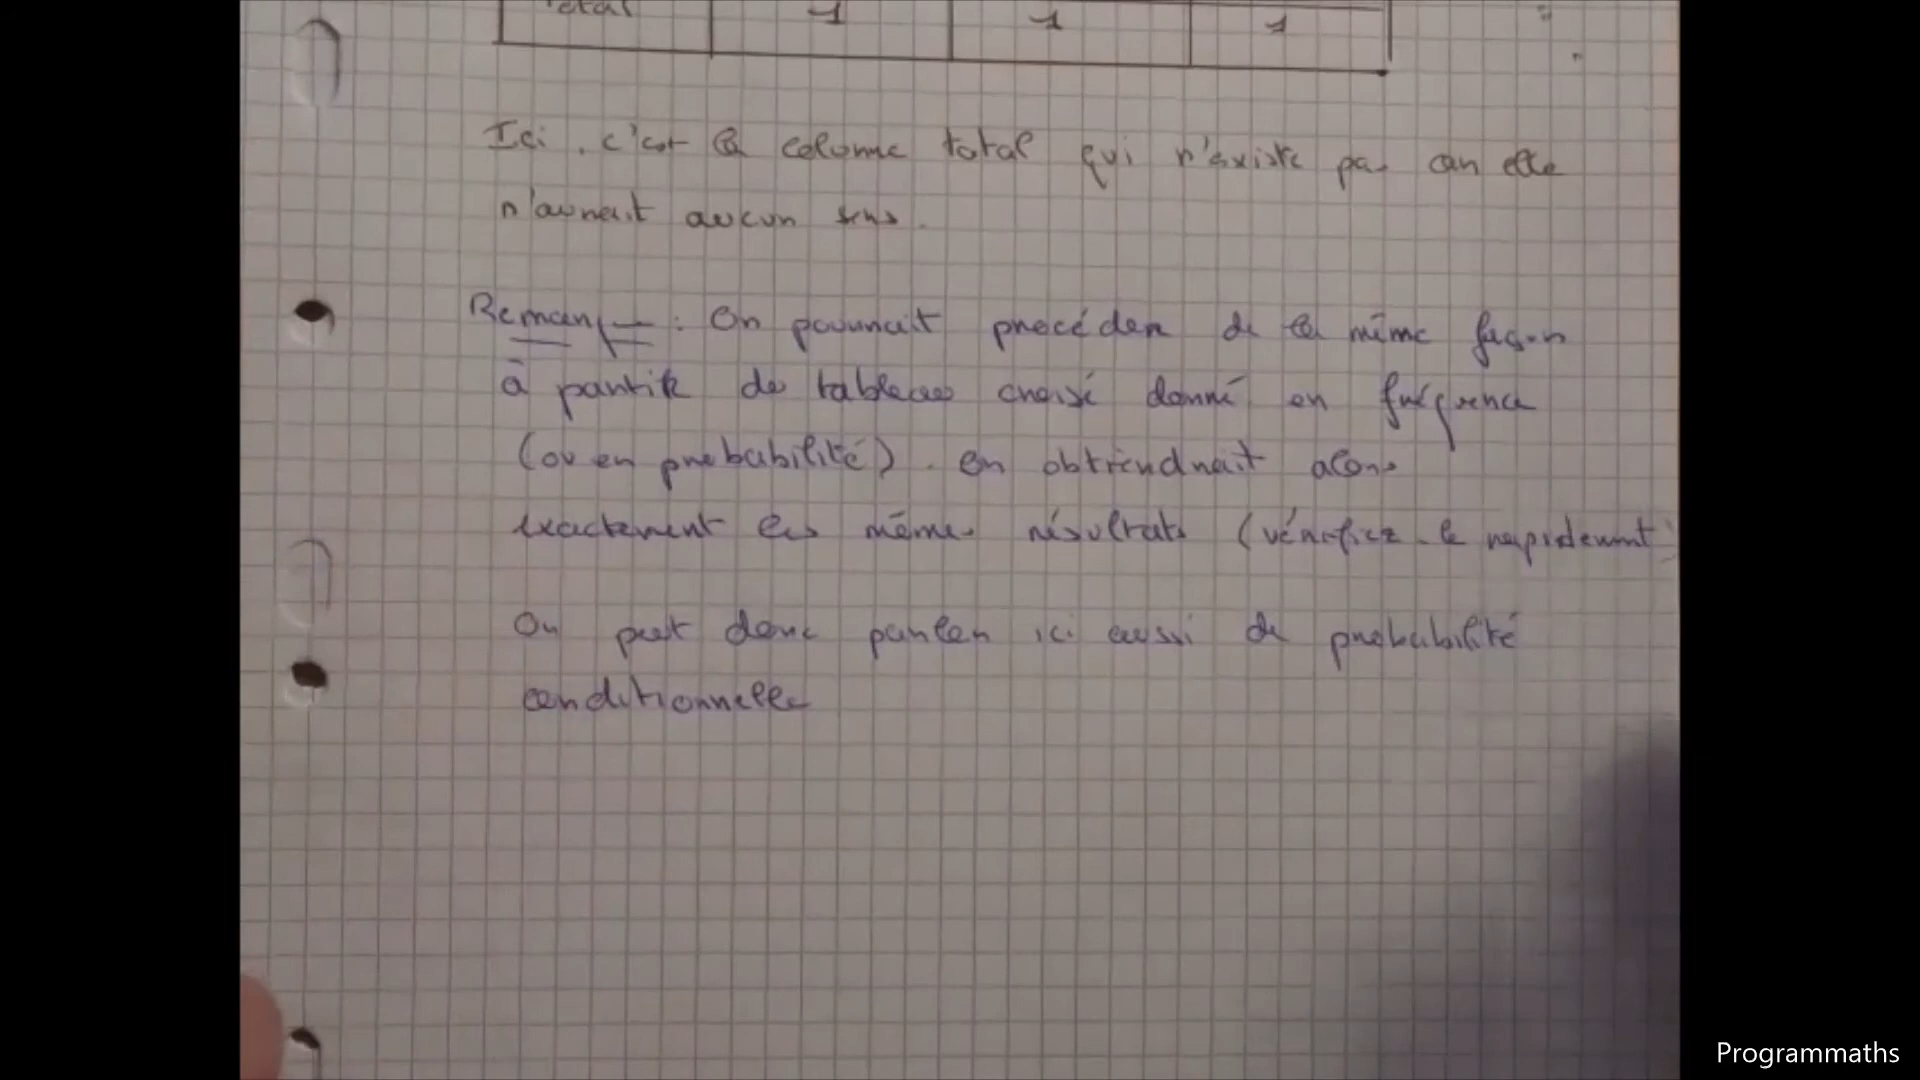 Total 1 1 1
Ici, c'est la colonne total qui n'existe pas car elle
n'aurait aucun sens.
Remarque : On pourrait procéder de la même façon
à partir de tableau croisé donné en fréquence
(ou en probabilité). On obtiendrait alors
exactement les mêmes résultats (vérifiez-le rapidement)
On peut donc parler ici aussi de probabilité
conditionnelle
Programmaths